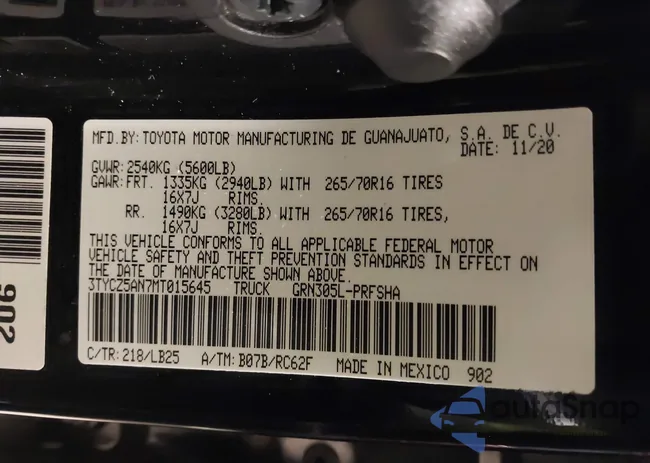 MFD.BY: TOYOTA MOTOR MANUFACTURING DE GUANAJUATO, S.A. DE C.V.
DATE: 11/20
GVWR: 2540KG (5600LB)
GAWR: FRT. 1335KG (2940LB) WITH 265/70R16 TIRES
16X7J RIMS.
RR. 1490KG (3280LB) WITH 265/70R16 TIRES,
16X7J RIMS.
THIS VEHICLE CONFORMS TO ALL APPLICABLE FEDERAL MOTOR
VEHICLE SAFETY AND THEFT PREVENTION STANDARDS IN EFFECT ON
THE DATE OF MANUFACTURE SHOWN ABOVE.
3TYCZ5AN7MT015645 TRUCK GRN305L-PRFSHA
C/TR: 218/LB25 A/TM: B07B/RC62F MADE IN MEXICO 902
206
autoSnap